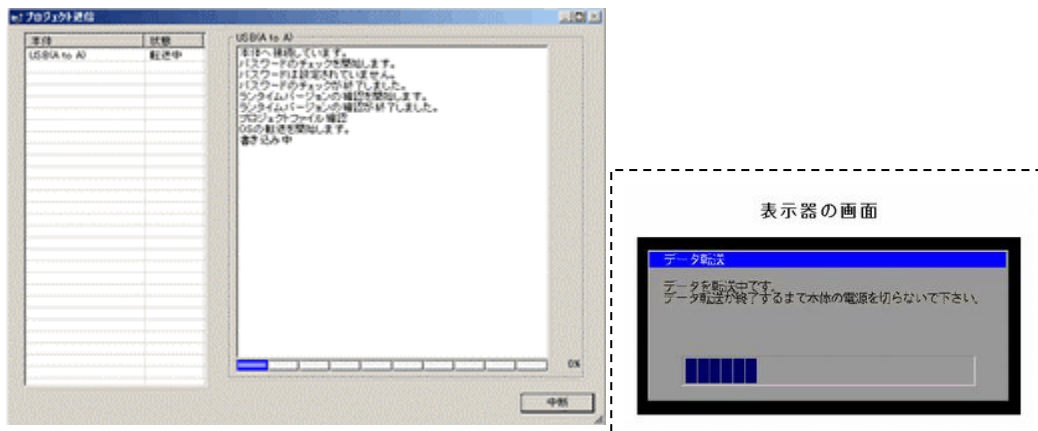 プロジェクト送信
本体 状態
USB(A to A) 転送中
USB(A to A)
本体へ接続しています。
パスワードのチェックを開始します。
パスワードは設定されていません。
パスワードのチェックが終了しました。
ランタイムバージョンの確認を開始します。
ランタイムバージョンの確認が終了しました。
プロジェクトファイル確認
OSの転送を開始します。
書き込み中
0%
中断
表示器の画面
データ転送
データを転送中です。
データ転送が終了するまで本体の電源を切らないで下さい。